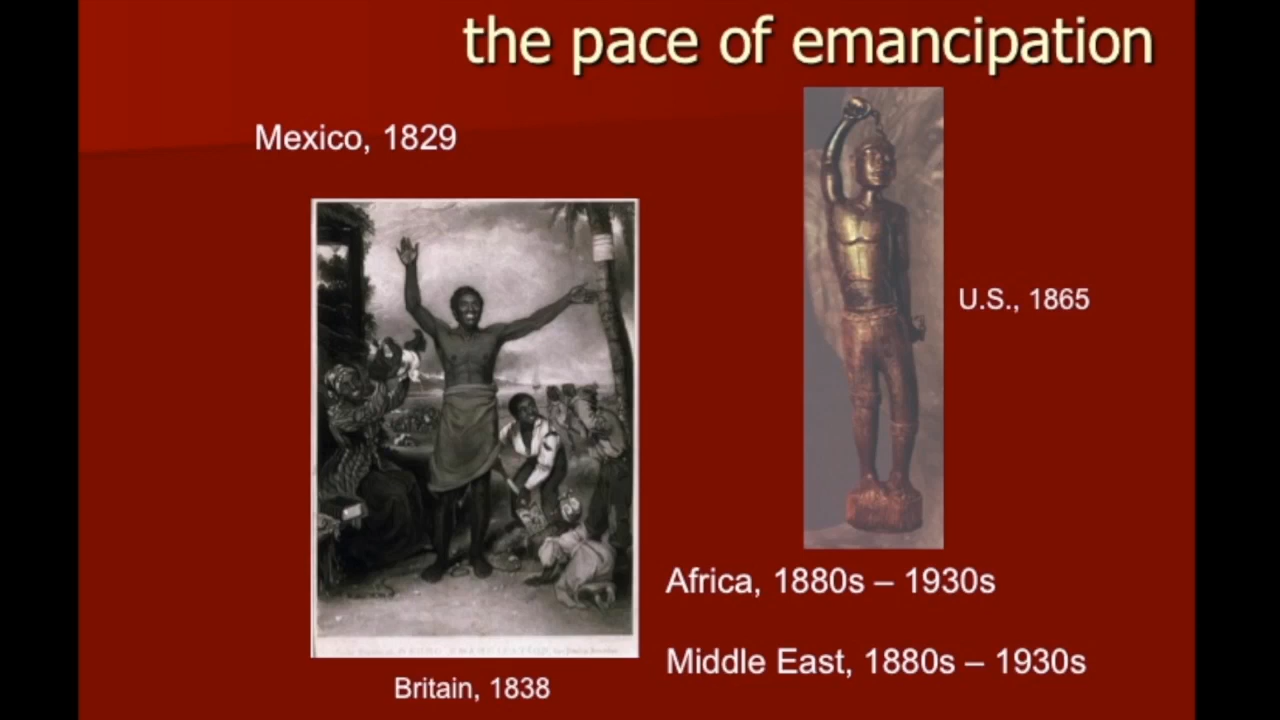 the pace of emancipation
Mexico, 1829
U.S., 1865
Africa, 1880s – 1930s
Middle East, 1880s – 1930s
Britain, 1838